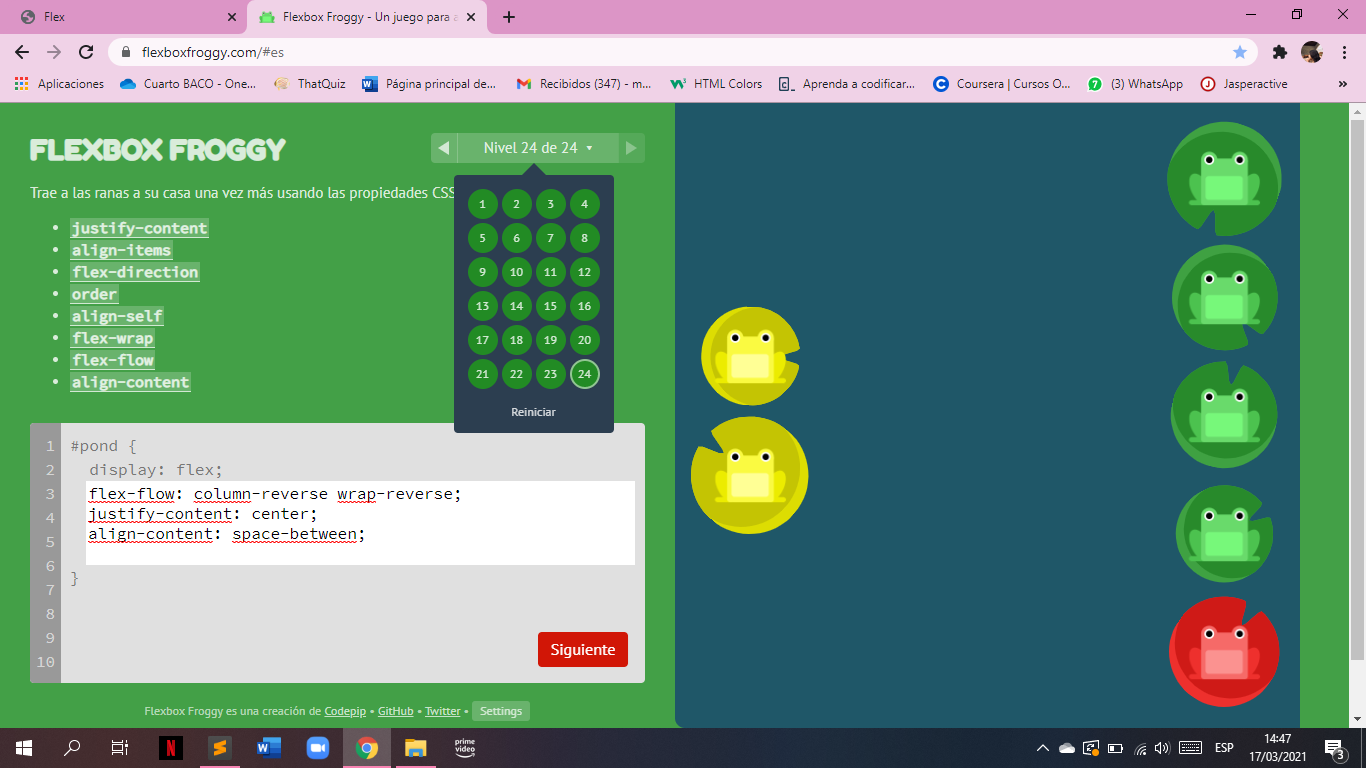 Flex
Flexbox Froggy - Un juego para a
flexboxfroggy.com/#es
Aplicaciones
Cuarto BACO - One...
ThatQuiz
Página principal de...
Recibidos (347) - m...
HTML Colors
Aprenda a codificar...
Coursera | Cursos O...
(3) WhatsApp
Jasperactive
FLEXBOX FROGGY
Nivel 24 de 24
Trae a las ranas a su casa una vez más usando las propiedades CSS
justify-content
align-items
flex-direction
order
align-self
flex-wrap
flex-flow
align-content
1 2 3 4
5 6 7 8
9 10 11 12
13 14 15 16
17 18 19 20
21 22 23 24
Reiniciar
1 #pond {
2 display: flex;
3 flex-flow: column-reverse wrap-reverse;
4 justify-content: center;
5 align-content: space-between;
6
7 }
8
9
10
Siguiente
Flexbox Froggy es una creación de Codepip • GitHub • Twitter • Settings
prime video
ESP
14:47
17/03/2021
3